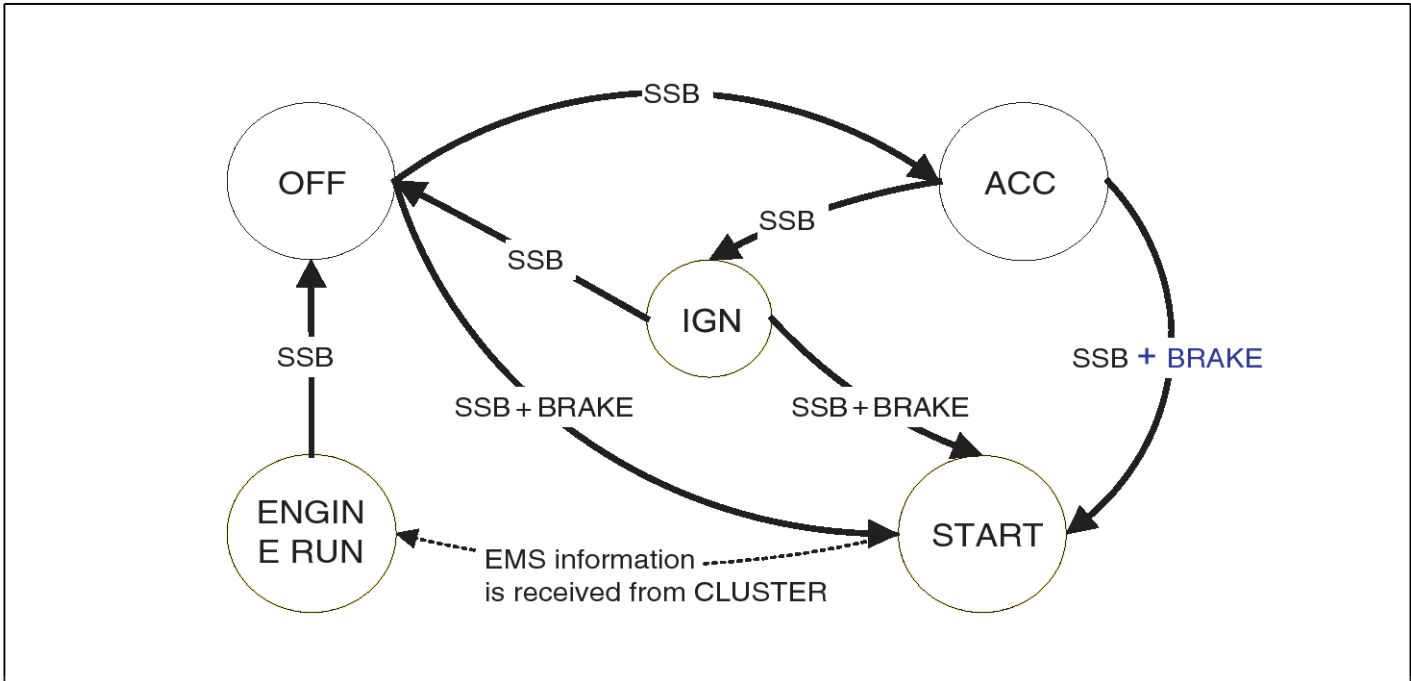 SSB
OFF
ACC
SSB
SSB
IGN
SSB
SSB + BRAKE
SSB + BRAKE
SSB + BRAKE
ENGIN
E RUN
START
EMS information
is received from CLUSTER